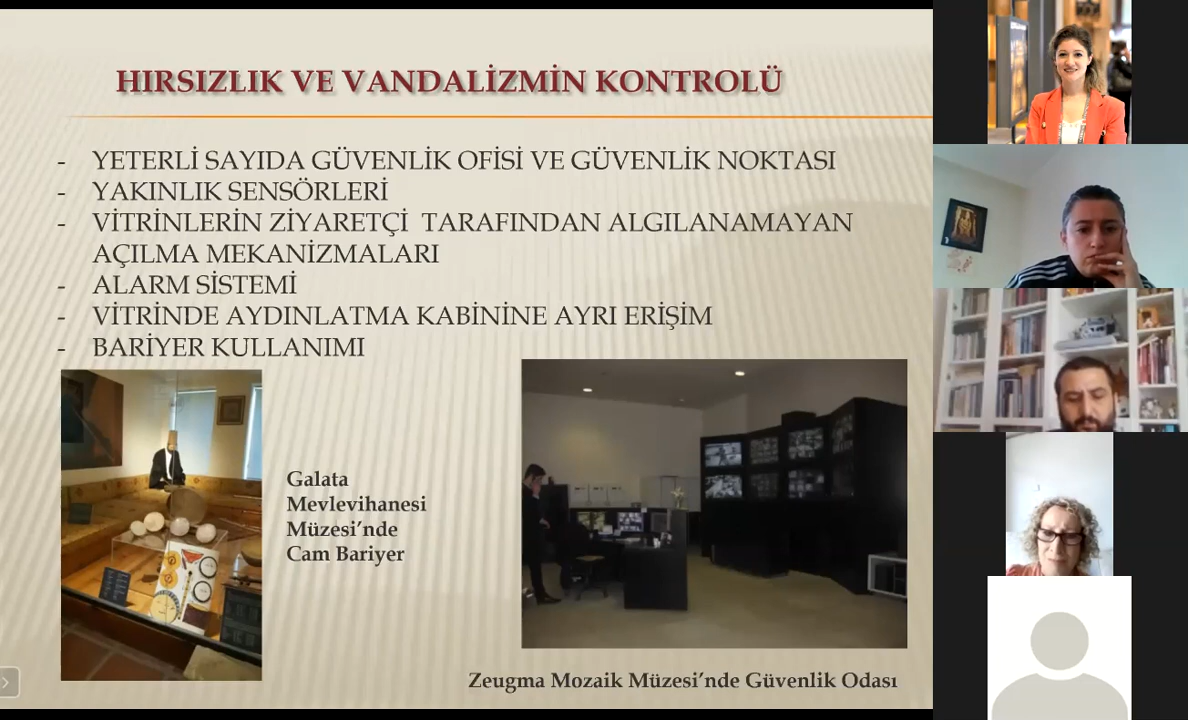 HIRSIZLIK VE VANDALİZMİN KONTROLÜ
- YETERLİ SAYIDA GÜVENLİK OFİSİ VE GÜVENLİK NOKTASI
- YAKINLIK SENSÖRLERİ
- VİTRİNLERİN ZİYARETÇİ TARAFINDAN ALGILANAMAYAN
AÇILMA MEKANİZMALARI
- ALARM SİSTEMİ
- VİTRİNDE AYDINLATMA KABİNİNE AYRI ERİŞİM
- BARİYER KULLANIMI
Galata
Mevlevihanesi
Müzesi’nde
Cam Bariyer
Zeugma Mozaik Müzesi’nde Güvenlik Odası